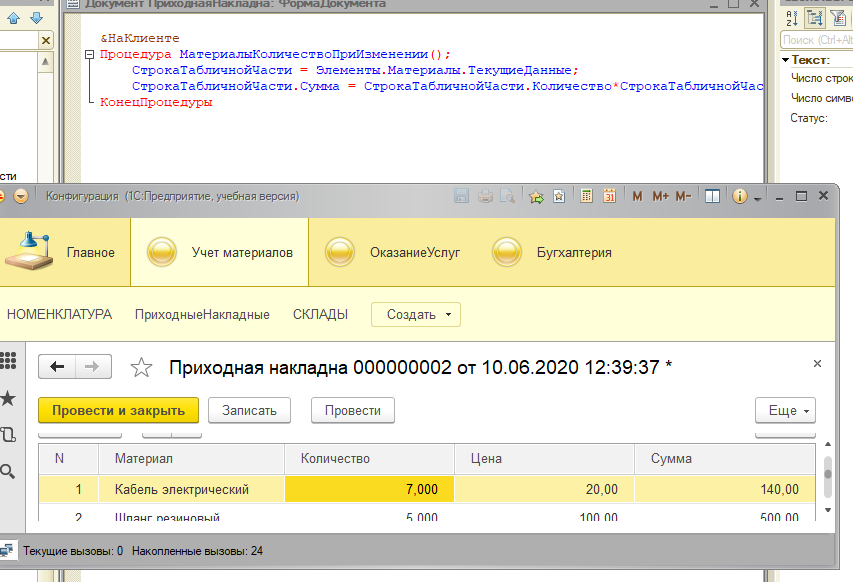 Документ ПриходнаяНакладна: ФормаДокумента
&НаКлиенте
Процедура МатериалыКоличествоПриИзменении();
СтрокаТабличнойЧасти = Элементы.Материалы.ТекущиеДанные;
СтрокаТабличнойЧасти.Сумма = СтрокаТабличнойЧасти.Количество*СтрокаТабличнойЧас
КонецПроцедуры
Поиск (Ctrl+Alt
Текст:
Число строк
Число симво
Статус:
сти
Конфигурация (1С:Предприятие, учебная версия)
31 M M+ M-
Главное
Учет материалов
ОказаниеУслуг
Бугхалтерия
НОМЕНКЛАТУРА ПриходныеНакладные СКЛАДЫ Создать
Приходная накладна 000000002 от 10.06.2020 12:39:37 *
Провести и закрыть Записать Провести Еще
N Материал Количество Цена Сумма
1 Кабель электрический 7,000 20,00 140,00
2 Шланг резиновый 5,000 100,00 500,00
Текущие вызовы: 0 Накопленные вызовы: 24